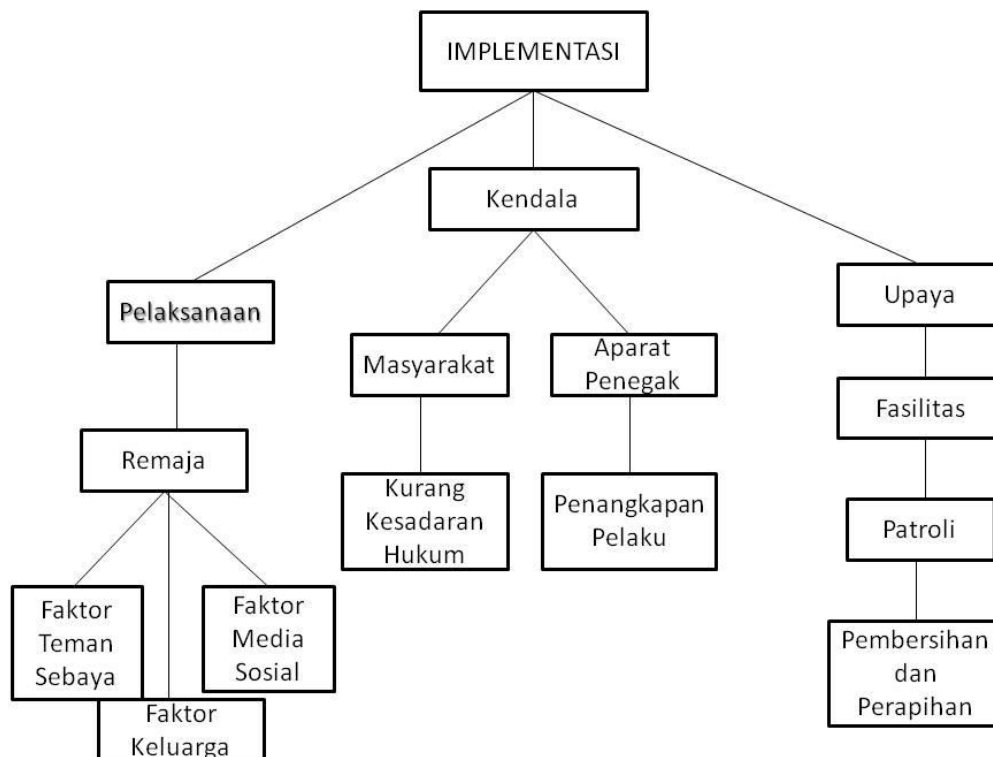 IMPLEMENTASI
Kendala
Pelaksanaan
Upaya
Masyarakat
Aparat
Penegak
Fasilitas
Remaja
Kurang
Kesadaran
Hukum
Penangkapan
Pelaku
Patroli
Faktor
Teman
Sebaya
Faktor
Media
Sosial
Faktor
Keluarga
Pembersihan
dan
Perapihan